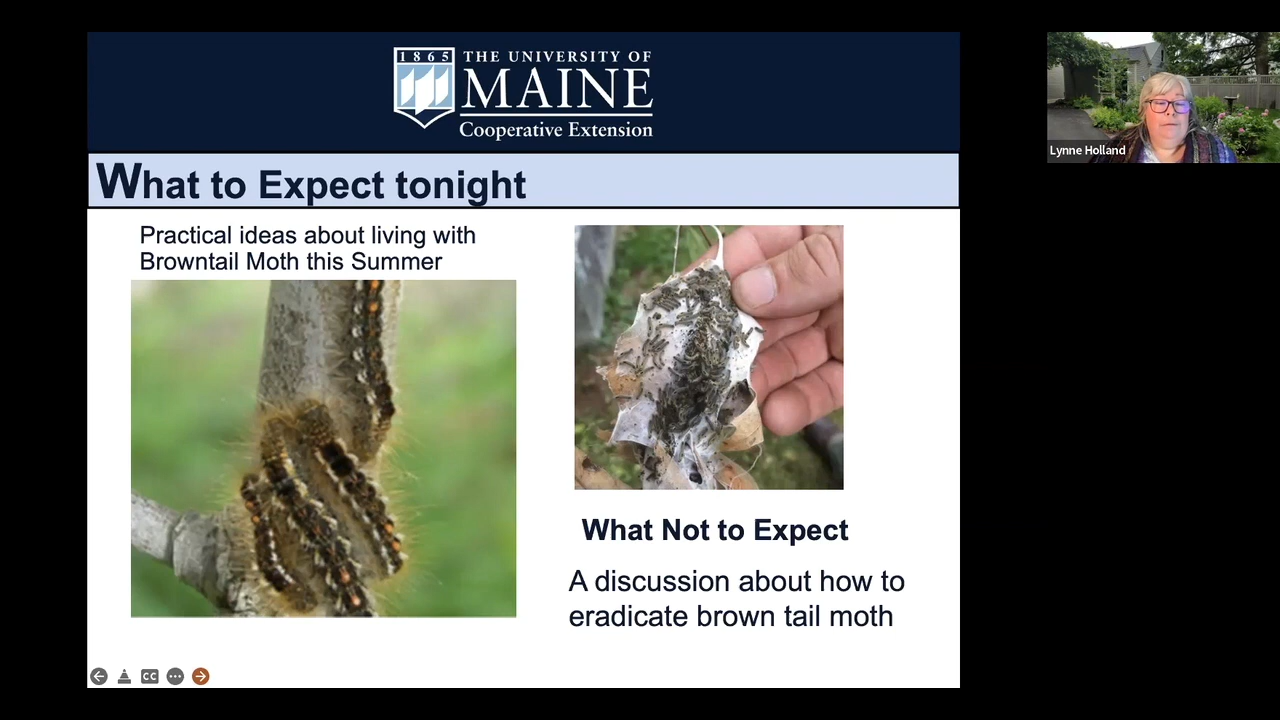 1865
THE UNIVERSITY OF
MAINE
Cooperative Extension
What to Expect tonight
Practical ideas about living with
Browntail Moth this Summer
What Not to Expect
A discussion about how to
eradicate brown tail moth
CC
Lynne Holland